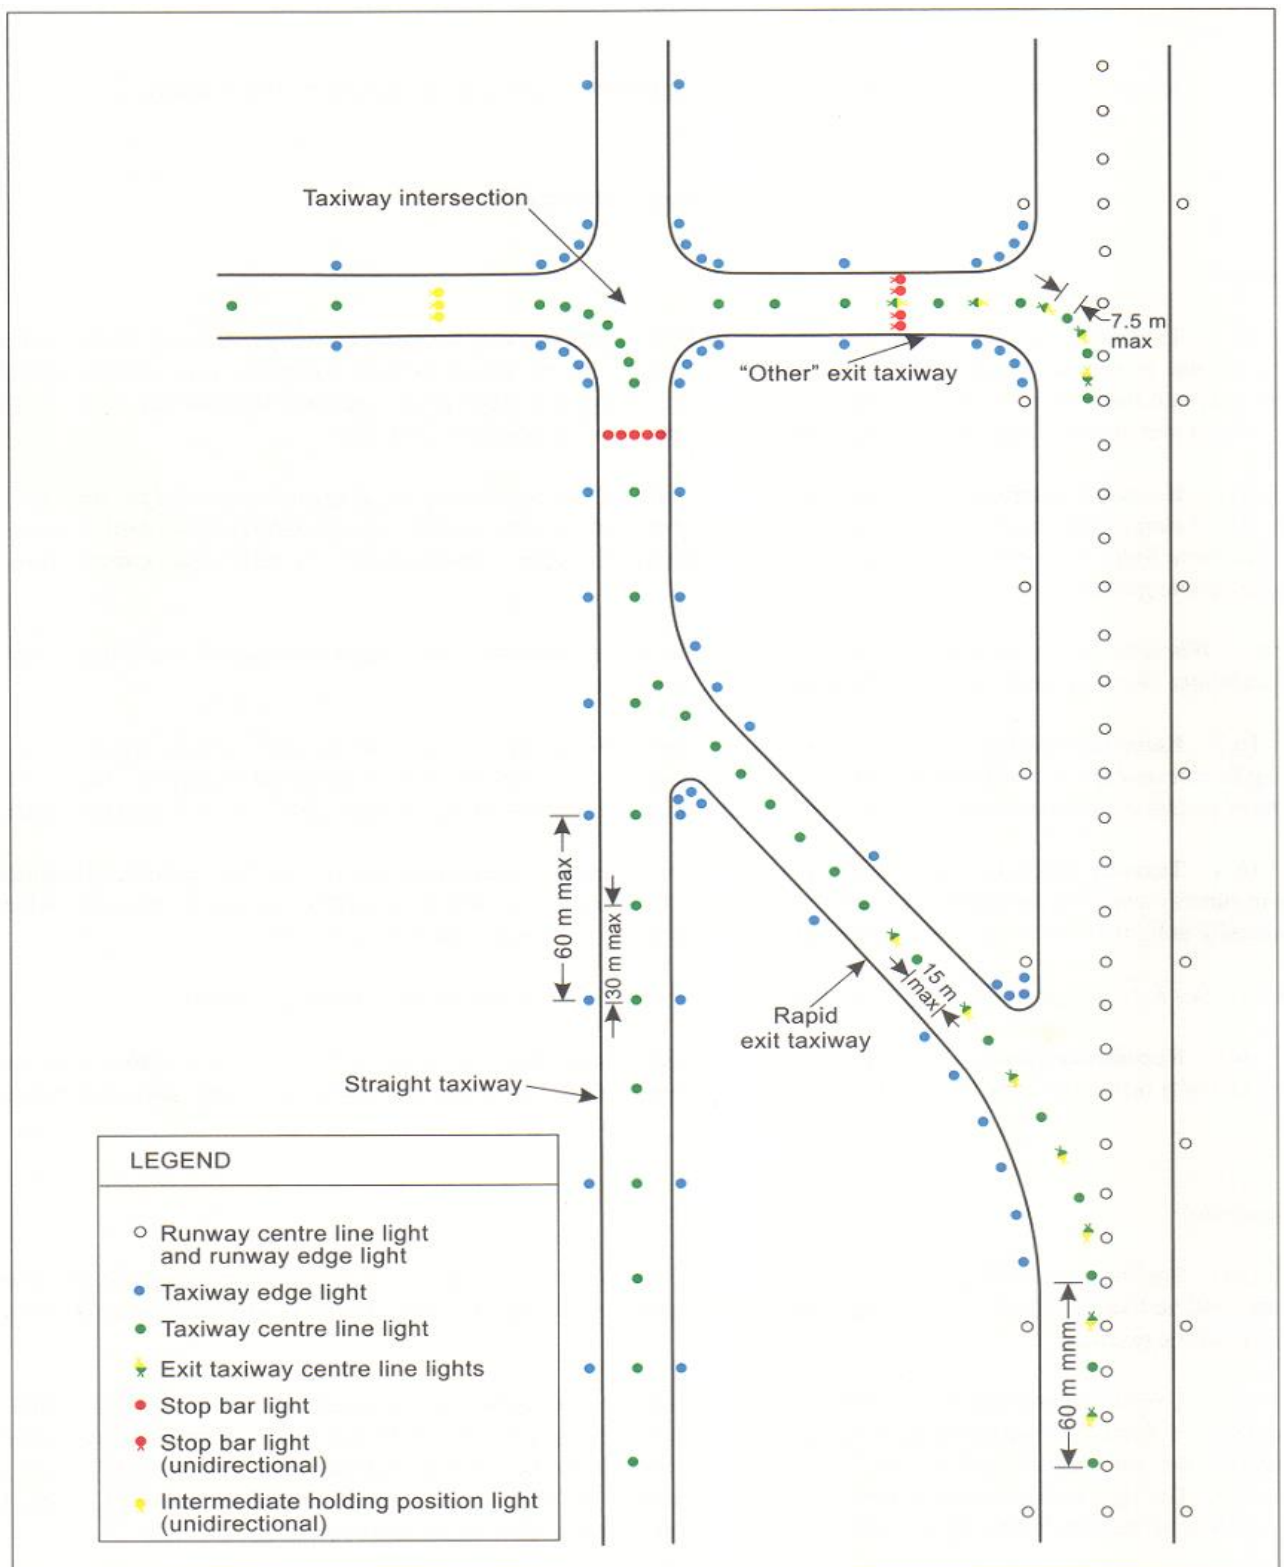 Taxiway intersection
7.5 m
max
"Other" exit taxiway
60 m max
30 m max
15 m
max
Rapid
exit taxiway
Straight taxiway
60 m mnm
LEGEND
Runway centre line light
and runway edge light
Taxiway edge light
Taxiway centre line light
Exit taxiway centre line lights
Stop bar light
Stop bar light
(unidirectional)
Intermediate holding position light
(unidirectional)